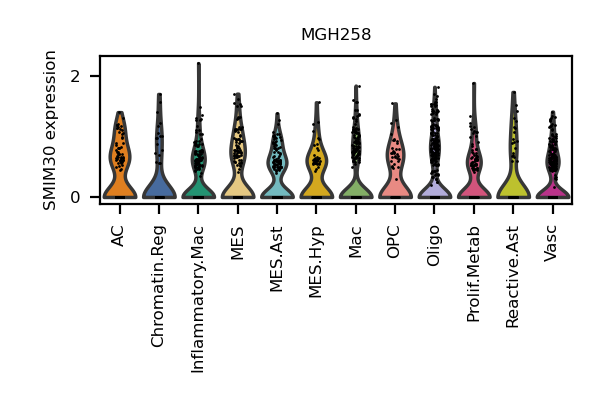 MGH258
SMIM30 expression
2
0
AC
Chromatin.Reg
Inflammatory.Mac
MES
MES.Ast
MES.Hyp
Mac
OPC
Oligo
Prolif.Metab
Reactive.Ast
Vasc